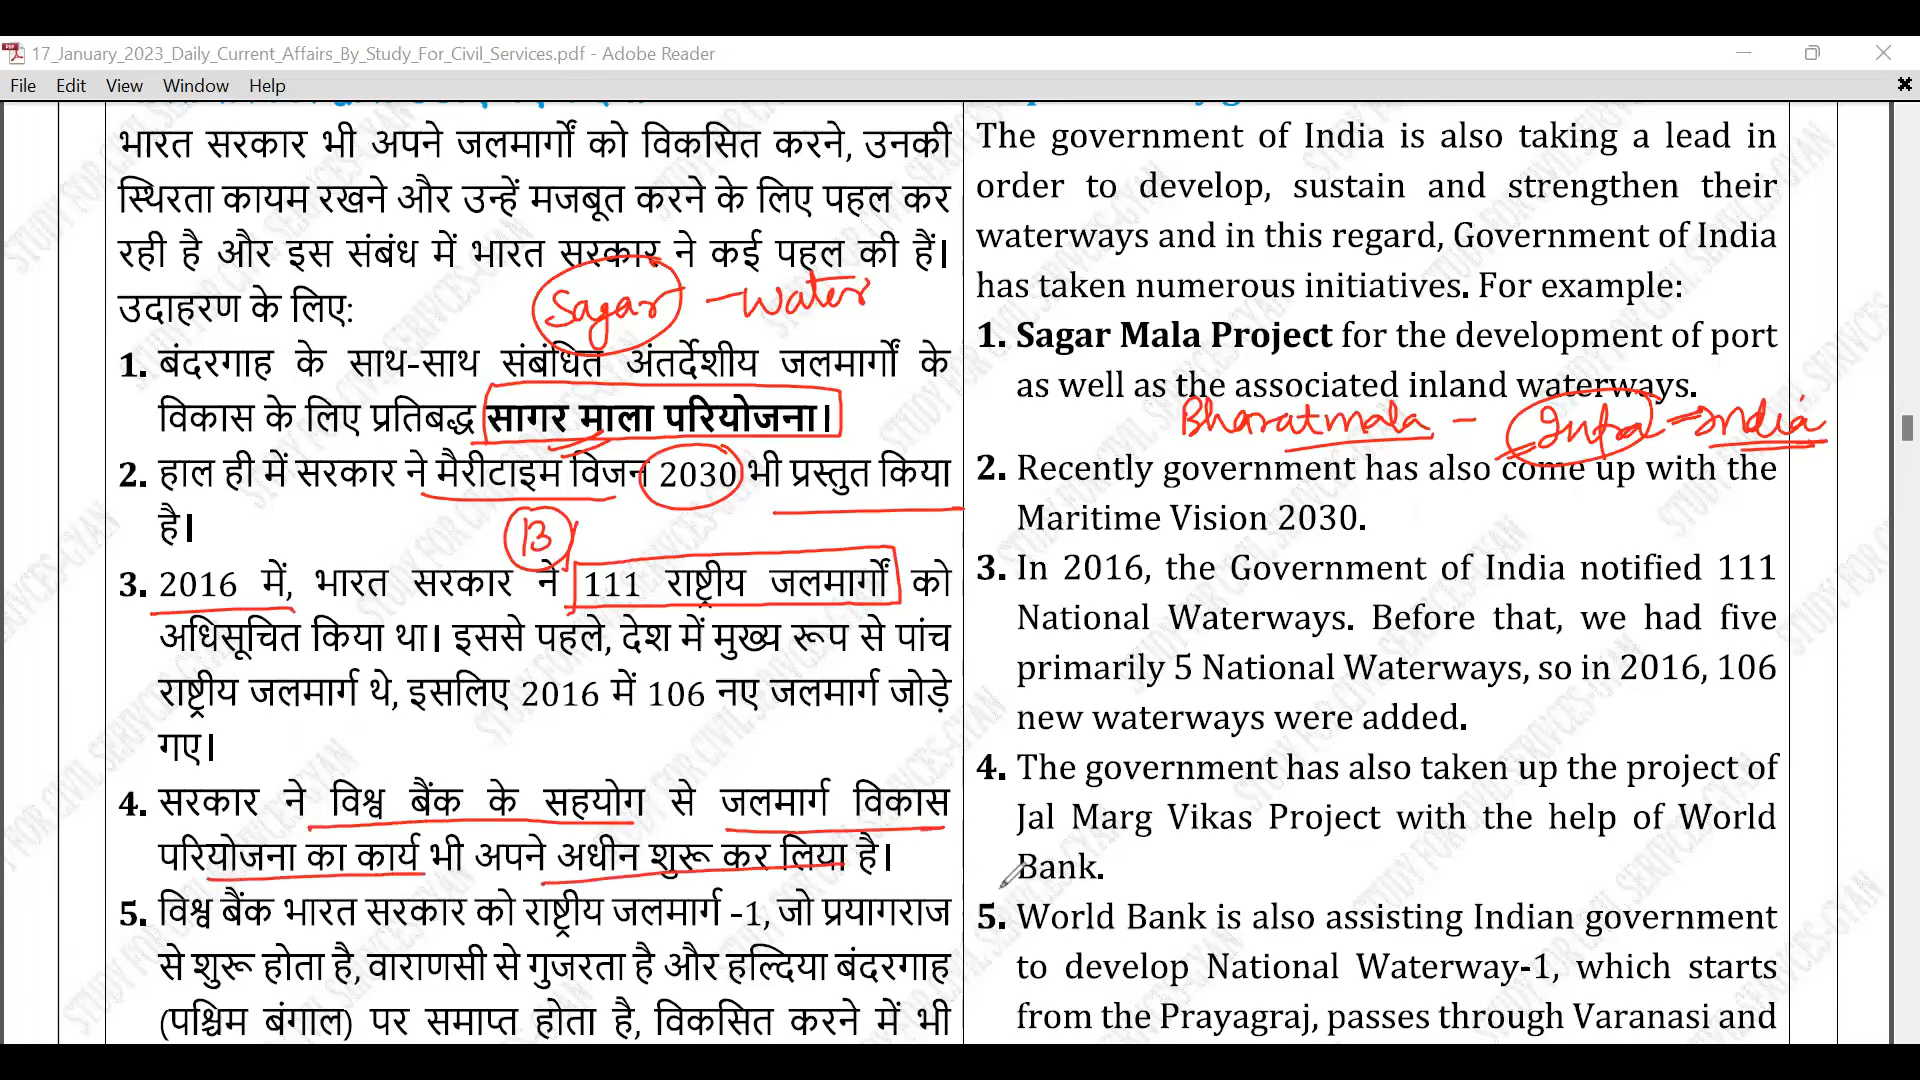 17_January_2023_Daily_Current_Affairs_By_Study_For_Civil_Services.pdf - Adobe Reader
File Edit View Window Help
भारत सरकार भी अपने जलमार्गों को विकसित करने, उनकी
स्थिरता कायम रखने और उन्हें मजबूत करने के लिए पहल कर
रही है और इस संबंध में भारत सरकार ने कई पहल की हैं।
उदाहरण के लिए:
Sagar - Water
1. बंदरगाह के साथ-साथ संबंधित अंतर्देशीय जलमार्गों के
विकास के लिए प्रतिबद्ध सागर माला परियोजना।
2. हाल ही में सरकार ने मैरीटाइम विजन 2030 भी प्रस्तुत किया
है।
3. 2016 में, भारत सरकार ने 111 राष्ट्रीय जलमार्गों को
अधिसूचित किया था। इससे पहले, देश में मुख्य रूप से पांच
राष्ट्रीय जलमार्ग थे, इसलिए 2016 में 106 नए जलमार्ग जोड़े
गए।
4. सरकार ने विश्व बैंक के सहयोग से जलमार्ग विकास
परियोजना का कार्य भी अपने अधीन शुरू कर लिया है।
5. विश्व बैंक भारत सरकार को राष्ट्रीय जलमार्ग -1, जो प्रयागराज
से शुरू होता है, वाराणसी से गुजरता है और हल्दिया बंदरगाह
(पश्चिम बंगाल) पर समाप्त होता है, विकसित करने में भी
The government of India is also taking a lead in
order to develop, sustain and strengthen their
waterways and in this regard, Government of India
has taken numerous initiatives. For example:
1. Sagar Mala Project for the development of port
as well as the associated inland waterways.
Bharatmala - Infra = India
2. Recently government has also come up with the
Maritime Vision 2030.
3. In 2016, the Government of India notified 111
National Waterways. Before that, we had five
primarily 5 National Waterways, so in 2016, 106
new waterways were added.
4. The government has also taken up the project of
Jal Marg Vikas Project with the help of World
Bank.
5. World Bank is also assisting Indian government
to develop National Waterway-1, which starts
from the Prayagraj, passes through Varanasi and